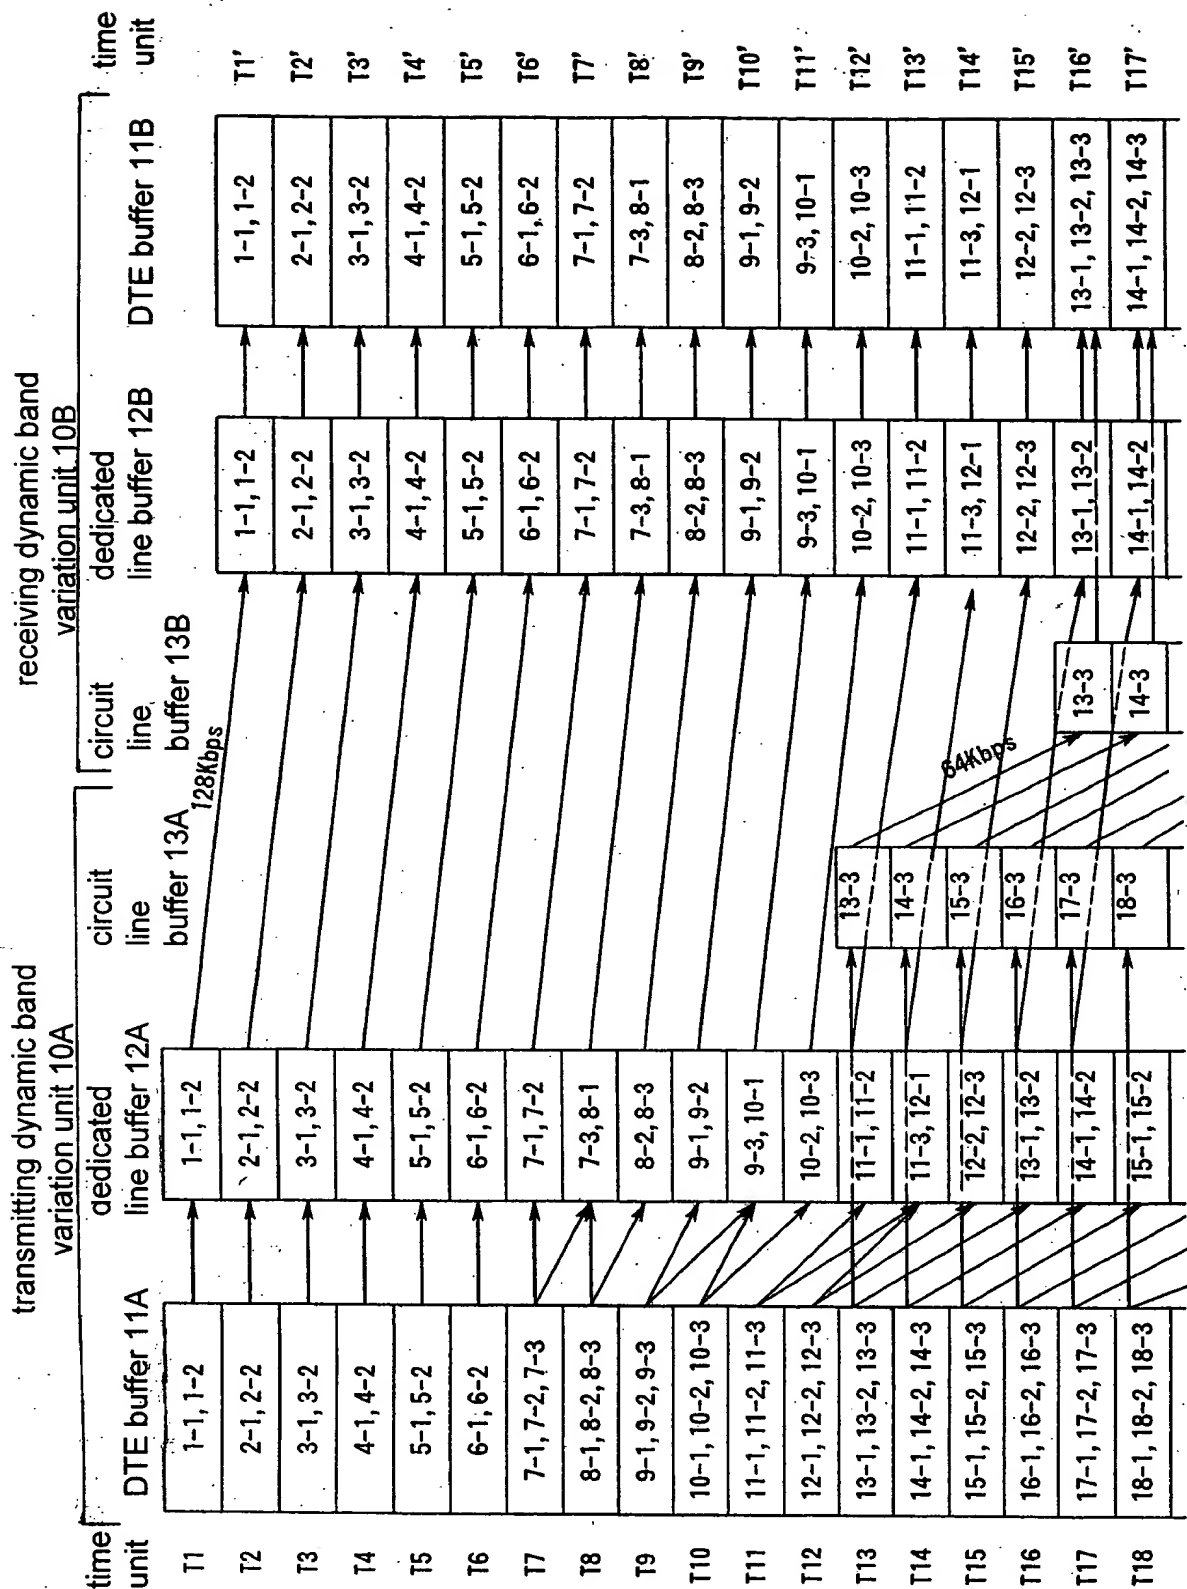 transmitting dynamic band
variation unit 10A
receiving dynamic band
variation unit 10B
time
unit
DTE buffer 11A
dedicated
line buffer 12A
circuit
line
buffer 13A
circuit
line
buffer 13B
dedicated
line buffer 12B
DTE buffer 11B
time
unit
T1
T2
T3
T4
T5
T6
T7
T8
T9
T10
T11
T12
T13
T14
T15
T16
T17
T18
1-1, 1-2
2-1, 2-2
3-1, 3-2
4-1, 4-2
5-1, 5-2
6-1, 6-2
7-1, 7-2, 7-3
8-1, 8-2, 8-3
9-1, 9-2, 9-3
10-1, 10-2, 10-3
11-1, 11-2, 11-3
12-1, 12-2, 12-3
13-1, 13-2, 13-3
14-1, 14-2, 14-3
15-1, 15-2, 15-3
16-1, 16-2, 16-3
17-1, 17-2, 17-3
18-1, 18-2, 18-3
1-1, 1-2
2-1, 2-2
3-1, 3-2
4-1, 4-2
5-1, 5-2
6-1, 6-2
7-1, 7-2
7-3, 8-1
8-2, 8-3
9-1, 9-2
9-3, 10-1
10-2, 10-3
11-1, 11-2
11-3, 12-1
12-2, 12-3
13-1, 13-2
14-1, 14-2
15-1, 15-2
13-3
14-3
15-3
16-3
17-3
18-3
128Kbps
64Kbps
13-3
14-3
1-1, 1-2
2-1, 2-2
3-1, 3-2
4-1, 4-2
5-1, 5-2
6-1, 6-2
7-1, 7-2
7-3, 8-1
8-2, 8-3
9-1, 9-2
9-3, 10-1
10-2, 10-3
11-1, 11-2
11-3, 12-1
12-2, 12-3
13-1, 13-2
14-1, 14-2
1-1, 1-2
2-1, 2-2
3-1, 3-2
4-1, 4-2
5-1, 5-2
6-1, 6-2
7-1, 7-2
7-3, 8-1
8-2, 8-3
9-1, 9-2
9-3, 10-1
10-2, 10-3
11-1, 11-2
11-3, 12-1
12-2, 12-3
13-1, 13-2, 13-3
14-1, 14-2, 14-3
T1'
T2'
T3'
T4'
T5'
T6'
T7'
T8'
T9'
T10'
T11'
T12'
T13'
T14'
T15'
T16'
T17'